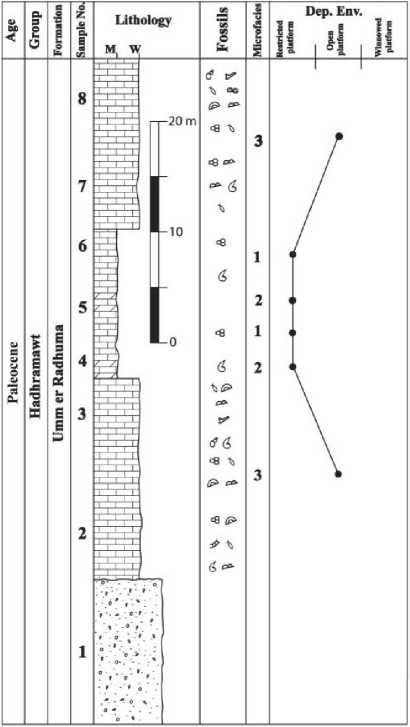 Age
Group
Formation
Sample No.
Lithology
M W
Fossils
Microfacies
Dep. Env.
Restricted
platform
Open
platform
Winnowed
platform
Paleocene
Hadhramawt
Umm er Radhuma
8
7
6
5
4
3
2
1
20 m
10
0
3
1
2
1
2
3